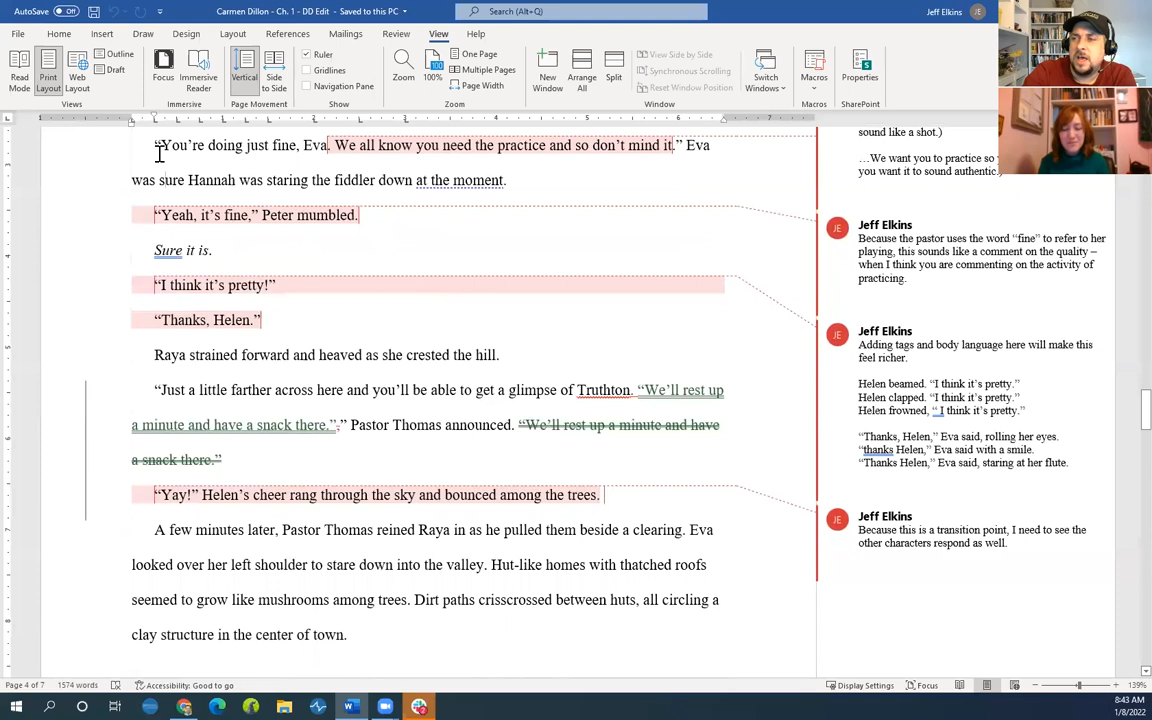 AutoSave
Off
Carmen Dillon - Ch. 1 - DD Edit - Saved to this PC
Search (Alt+Q)
Jeff Elkins
JE
File
Home
Insert
Draw
Design
Layout
References
Mailings
Review
View
Help
Read Mode
Print Layout
Web Layout
Outline
Draft
Views
Focus
Immersive Reader
Immersive
Vertical
Side to Side
Page Movement
Ruler
Gridlines
Navigation Pane
Show
Zoom
100%
One Page
Multiple Pages
Page Width
Zoom
New Window
Arrange All
Split
View Side by Side
Synchronous Scrolling
Reset Window Position
Window
Switch Windows
Macros
Macros
Properties
SharePoint
“You’re doing just fine, Eva. We all know you need the practice and so don’t mind it.” Eva
was sure Hannah was staring the fiddler down at the moment.
“Yeah, it’s fine,” Peter mumbled.
Sure it is.
“I think it’s pretty!”
“Thanks, Helen.”
Raya strained forward and heaved as she crested the hill.
“Just a little farther across here and you’ll be able to get a glimpse of Truthton. “We’ll rest up
a minute and have a snack there.”,” Pastor Thomas announced. “We’ll rest up a minute and have
a snack there.”
“Yay!” Helen’s cheer rang through the sky and bounced among the trees.
A few minutes later, Pastor Thomas reined Raya in as he pulled them beside a clearing. Eva
looked over her left shoulder to stare down into the valley. Hut-like homes with thatched roofs
seemed to grow like mushrooms among trees. Dirt paths crisscrossed between huts, all circling a
clay structure in the center of town.
sound like a shot.)
…We want you to practice so
you want it to sound authentic.
JE
Jeff Elkins
Because the pastor uses the word “fine” to refer to her
playing, this sounds like a comment on the quality –
when I think you are commenting on the activity of
practicing.
JE
Jeff Elkins
Adding tags and body language here will make this
feel richer.
Helen beamed. “I think it’s pretty.”
Helen clapped. “I think it’s pretty.”
Helen frowned, “ I think it’s pretty.”
“Thanks, Helen,” Eva said, rolling her eyes.
“thanks Helen,” Eva said with a smile.
“Thanks Helen,” Eva said, staring at her flute.
JE
Jeff Elkins
Because this is a transition point, I need to see the
other characters respond as well.
Page 4 of 7
1574 words
Accessibility: Good to go
Display Settings
Focus
139%
8:43 AM
1/8/2022